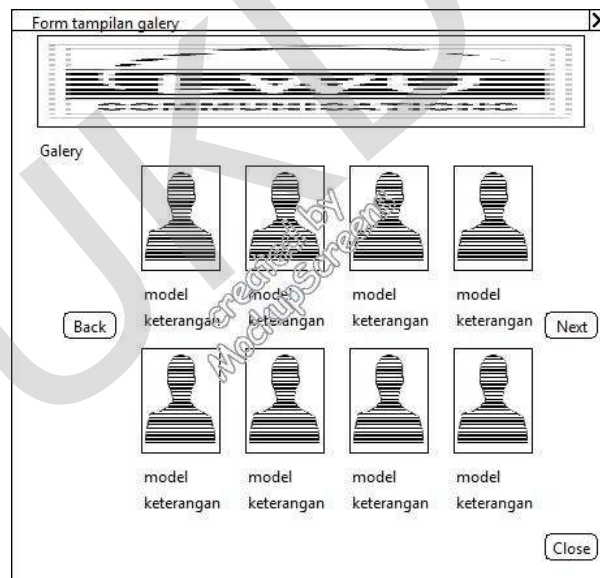 Form tampilan galery
COMMUNICATIONS
Galery
model model model model
keterangan keterangan keterangan keterangan
Back
Next
model model model model
keterangan keterangan keterangan keterangan
Close
created by
MockupScreens